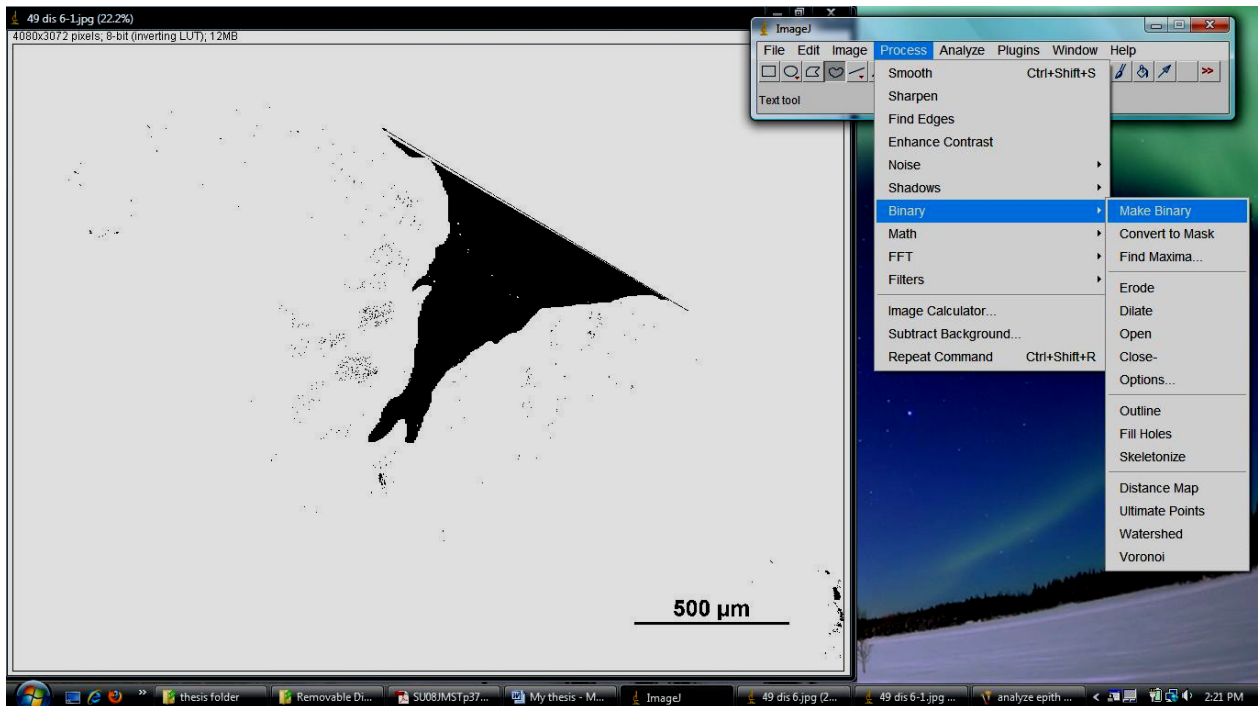 49 dis 6-1.jpg (22.2%)
4080x3072 pixels; 8-bit (inverting LUT); 12MB
500 µm
ImageJ
File Edit Image Process Analyze Plugins Window Help
>>
Text tool
Smooth Ctrl+Shift+S
Sharpen
Find Edges
Enhance Contrast
Noise
Shadows
Binary
Math
FFT
Filters
Image Calculator...
Subtract Background...
Repeat Command Ctrl+Shift+R
Make Binary
Convert to Mask
Find Maxima...
Erode
Dilate
Open
Close-
Options...
Outline
Fill Holes
Skeletonize
Distance Map
Ultimate Points
Watershed
Voronoi
» thesis folder Removable Di... SU08JMSTp37... My thesis - M... ImageJ 49 dis 6.jpg (2... 49 dis 6-1.jpg ... analyze epith ... < 2:21 PM